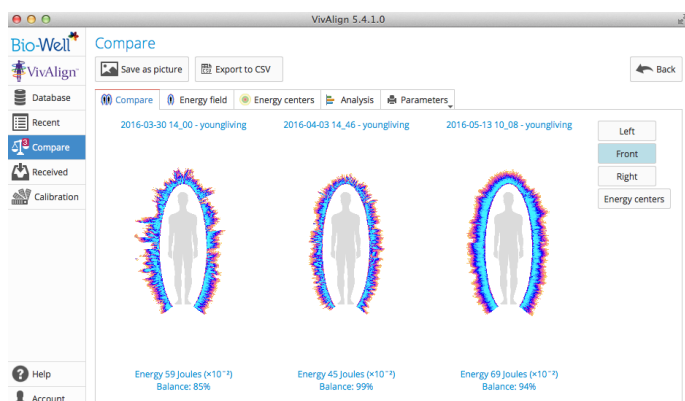 VivAlign 5.4.1.0
Bio-Well
VivAlign
Database
Recent
3
Compare
Received
Calibration
Help
Account
Compare
Save as picture
CSV
Export to CSV
Back
Compare
Energy field
Energy centers
Analysis
Parameters
2016-03-30 14_00 - youngliving
2016-04-03 14_46 - youngliving
2016-05-13 10_08 - youngliving
Left
Front
Right
Energy centers
Energy 59 Joules (×10⁻²)
Balance: 85%
Energy 45 Joules (×10⁻²)
Balance: 99%
Energy 69 Joules (×10⁻²)
Balance: 94%